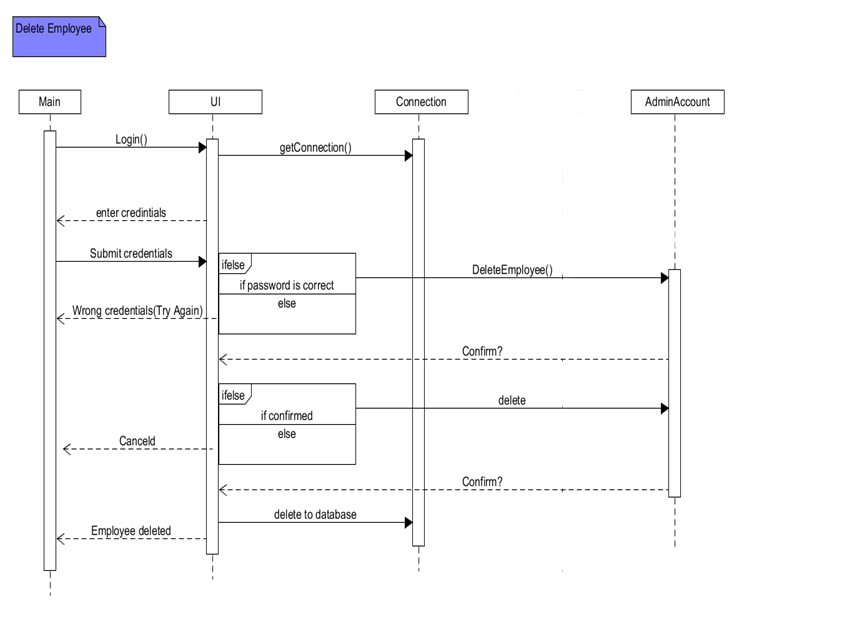 Delete Employee
Main
UI
Connection
AdminAccount
Login()
getConnection()
enter credintials
Submit credentials
ifelse
DeleteEmployee()
if password is correct
else
Wrong credentials(Try Again)
Confirm?
ifelse
delete
if confirmed
else
Canceld
Confirm?
delete to database
Employee deleted